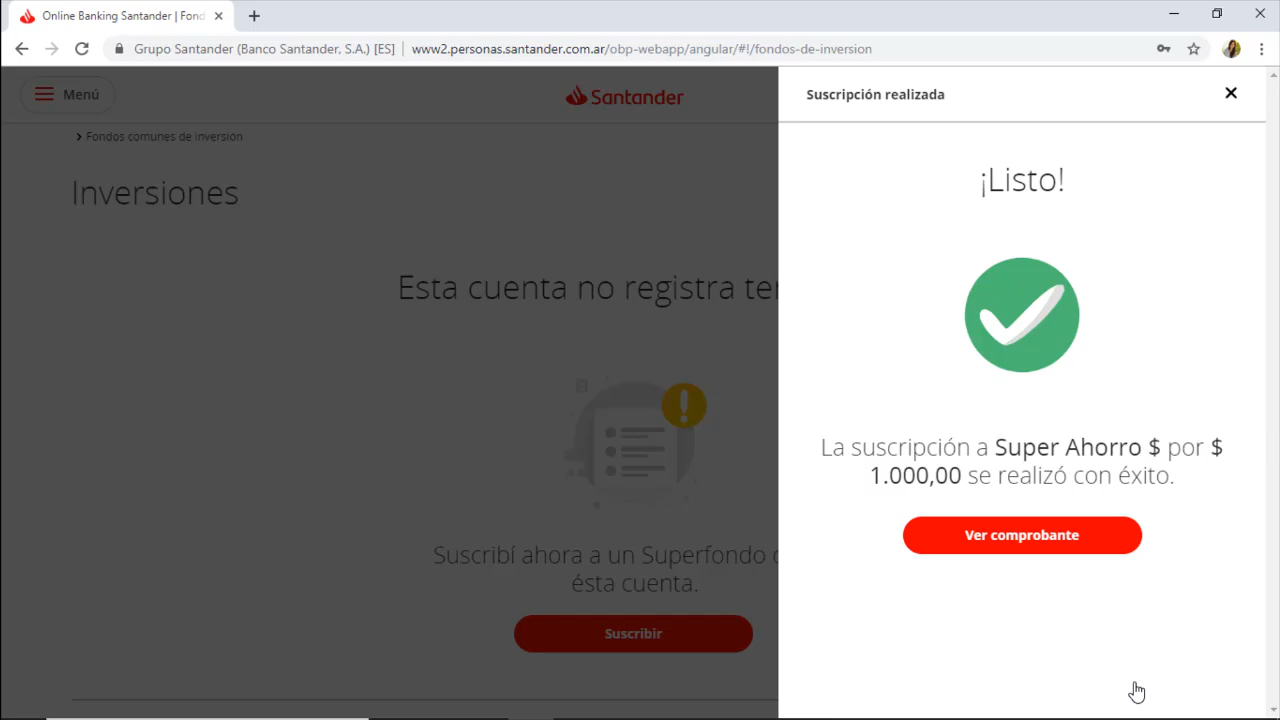 Online Banking Santander | Fond
Grupo Santander (Banco Santander, S.A.) [ES] | www2.personas.santander.com.ar/obp-webapp/angular/#!/fondos-de-inversion
Menú
Santander
Fondos comunes de inversión
Inversiones
Esta cuenta no registra ten
Suscribí ahora a un Superfondo d
ésta cuenta.
Suscribir
Suscripción realizada
¡Listo!
La suscripción a Super Ahorro $ por $
1.000,00 se realizó con éxito.
Ver comprobante